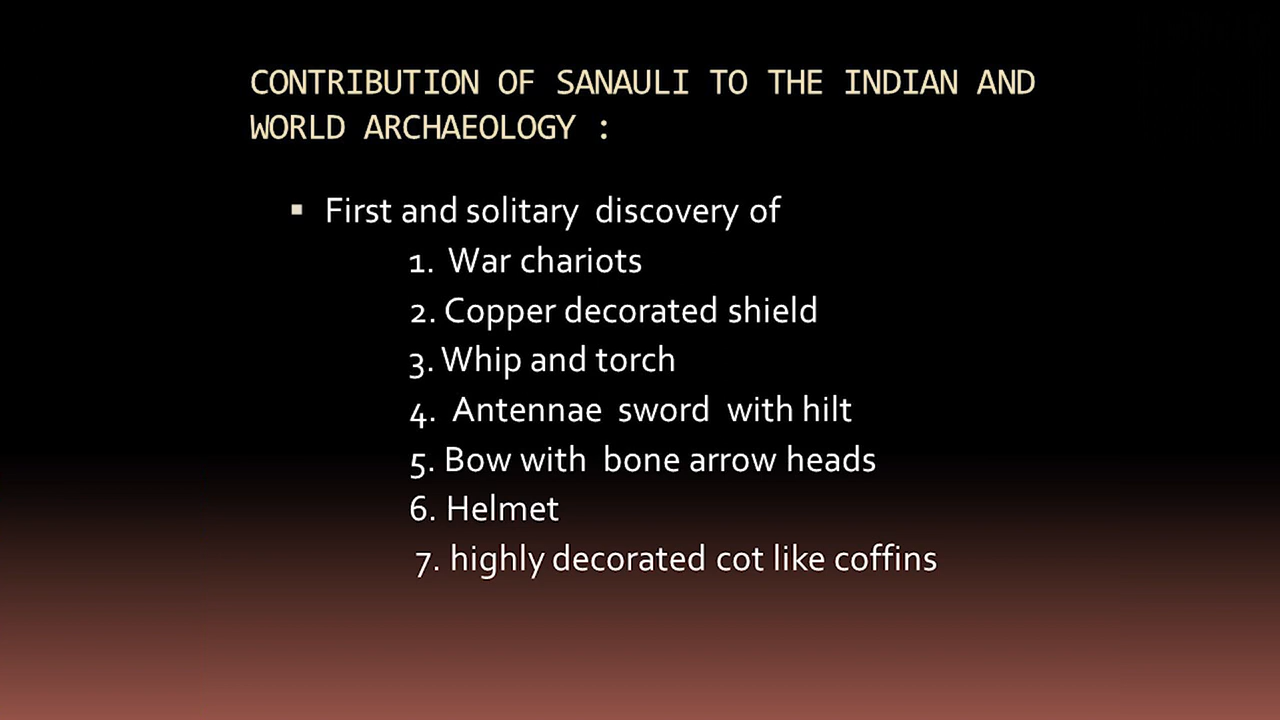 CONTRIBUTION OF SANAULI TO THE INDIAN AND
WORLD ARCHAEOLOGY :
▪ First and solitary discovery of
1. War chariots
2. Copper decorated shield
3. Whip and torch
4. Antennae sword with hilt
5. Bow with bone arrow heads
6. Helmet
7. highly decorated cot like coffins